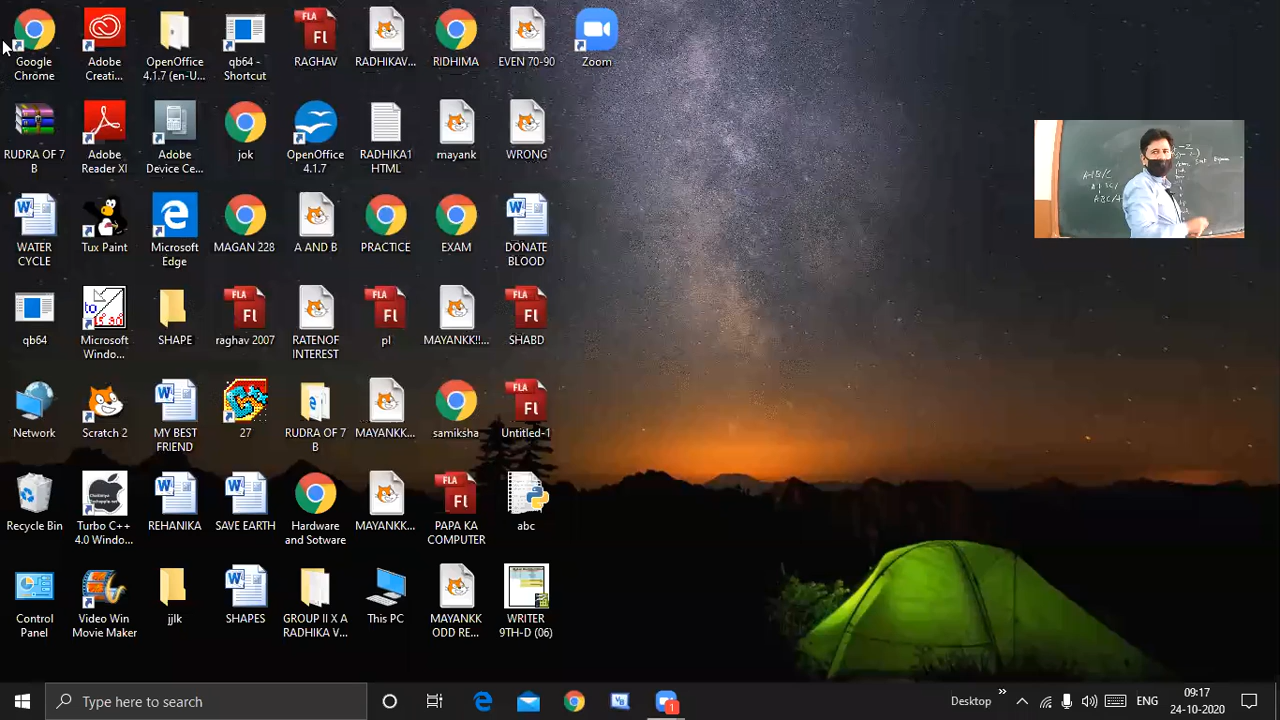 Google Chrome
Adobe Creati...
OpenOffice 4.1.7 (en-U...
qb64 - Shortcut
RAGHAV
RADHIKAV...
RIDHIMA
EVEN 70-90
Zoom
RUDRA OF 7 B
Adobe Reader XI
Adobe Device Ce...
jok
OpenOffice 4.1.7
RADHIKA1 HTML
mayank
WRONG
WATER CYCLE
Tux Paint
Microsoft Edge
MAGAN 228
A AND B
PRACTICE
EXAM
DONATE BLOOD
qb64
Microsoft Windo...
SHAPE
raghav 2007
RATENOF INTEREST
pl
MAYANKK!!...
SHABD
Network
Scratch 2
MY BEST FRIEND
27
RUDRA OF 7 B
MAYANKK...
samiksha
Untitled-1
Recycle Bin
Turbo C++ 4.0 Windo...
REHANIKA
SAVE EARTH
Hardware and Sotware
MAYANKK...
PAPA KA COMPUTER
abc
Control Panel
Video Win Movie Maker
jjlk
SHAPES
GROUP II X A RADHIKA V...
This PC
MAYANKK ODD RE...
WRITER 9TH-D (06)
Type here to search
Desktop
ENG
09:17
24-10-2020